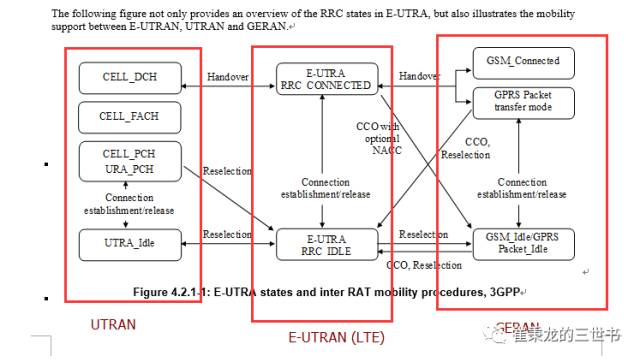 The following figure not only provides an overview of the RRC states in E-UTRA, but also illustrates the mobility
support between E-UTRAN, UTRAN and GERAN.
CELL_DCH
Handover
E-UTRA
RRC CONNECTED
Handover
GSM_Connected
GPRS Packet
transfer mode
CELL_FACH
CCO with
optional
NACC
CCO,
Reselection
CELL_PCH
URA_PCH
Reselection
Connection
establishment/release
Connection
establishment/release
Connection
establishment/release
UTRA_Idle
Reselection
E-UTRA
RRC IDLE
Reselection
GSM_Idle/GPRS
Packet_Idle
CCO, Reselection
Figure 4.2.1-1: E-UTRA states and inter RAT mobility procedures, 3GPP
UTRAN
E-UTRAN (LTE)
GERAN
崔秉龙的三世书